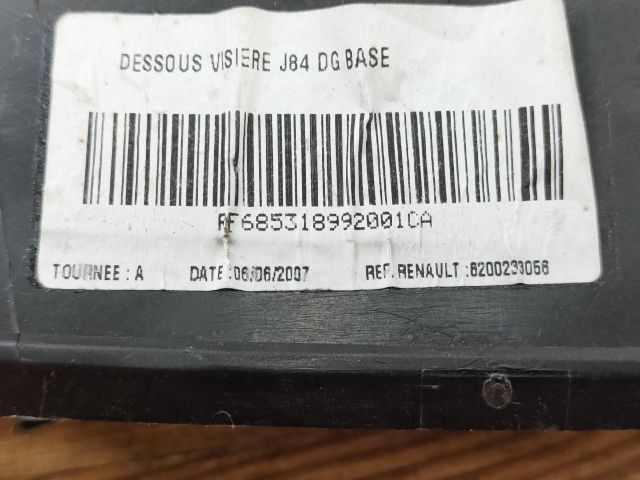 DESSOUS VISIERE J84 DG BASE
RF685318992001CA
TOURNEE : A DATE :06/06/2007 REF. RENAULT :8200233056